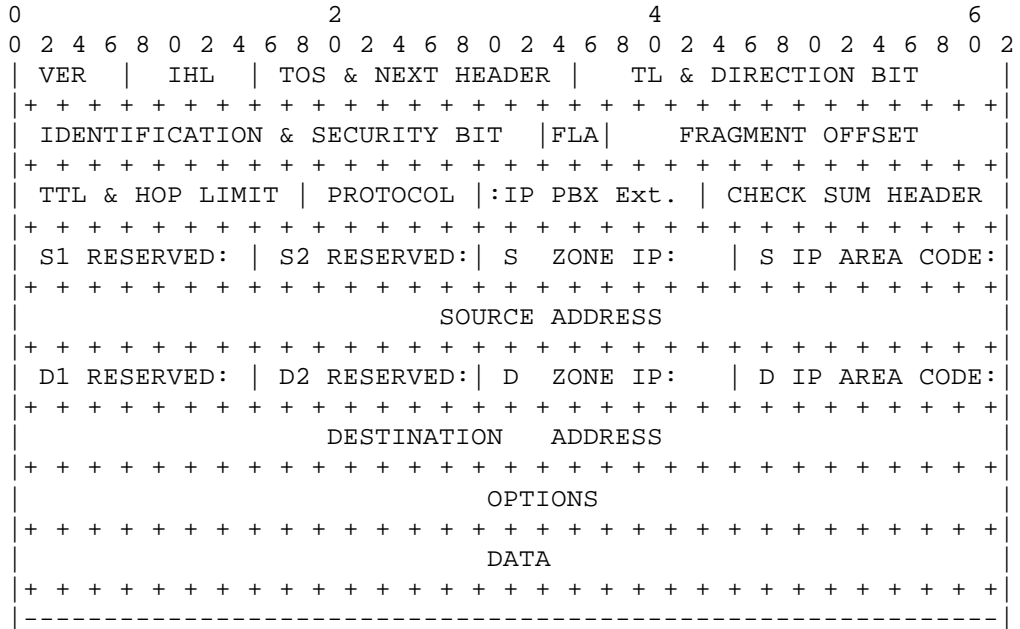 0                   2                   4                   6
0 2 4 6 8 0 2 4 6 8 0 2 4 6 8 0 2 4 6 8 0 2 4 6 8 0 2 4 6 8 0 2
| VER  |  IHL  | TOS & NEXT HEADER |   TL & DIRECTION BIT     |
|+ + + + + + + + + + + + + + + + + + + + + + + + + + + + + + +|
| IDENTIFICATION & SECURITY BIT  |FLA|    FRAGMENT OFFSET     |
|+ + + + + + + + + + + + + + + + + + + + + + + + + + + + + + +|
| TTL & HOP LIMIT | PROTOCOL |:IP PBX Ext. | CHECK SUM HEADER |
|+ + + + + + + + + + + + + + + + + + + + + + + + + + + + + + +|
| S1 RESERVED: | S2 RESERVED:| S  ZONE IP:   | S IP AREA CODE:|
|+ + + + + + + + + + + + + + + + + + + + + + + + + + + + + + +|
|                          SOURCE ADDRESS                     |
|+ + + + + + + + + + + + + + + + + + + + + + + + + + + + + + +|
| D1 RESERVED: | D2 RESERVED:| D  ZONE IP:   | D IP AREA CODE:|
|+ + + + + + + + + + + + + + + + + + + + + + + + + + + + + + +|
|                   DESTINATION   ADDRESS                     |
|+ + + + + + + + + + + + + + + + + + + + + + + + + + + + + + +|
|                             OPTIONS                         |
|+ + + + + + + + + + + + + + + + + + + + + + + + + + + + + + +|
|                             DATA                            |
|+ + + + + + + + + + + + + + + + + + + + + + + + + + + + + + +|
|-------------------------------------------------------------|